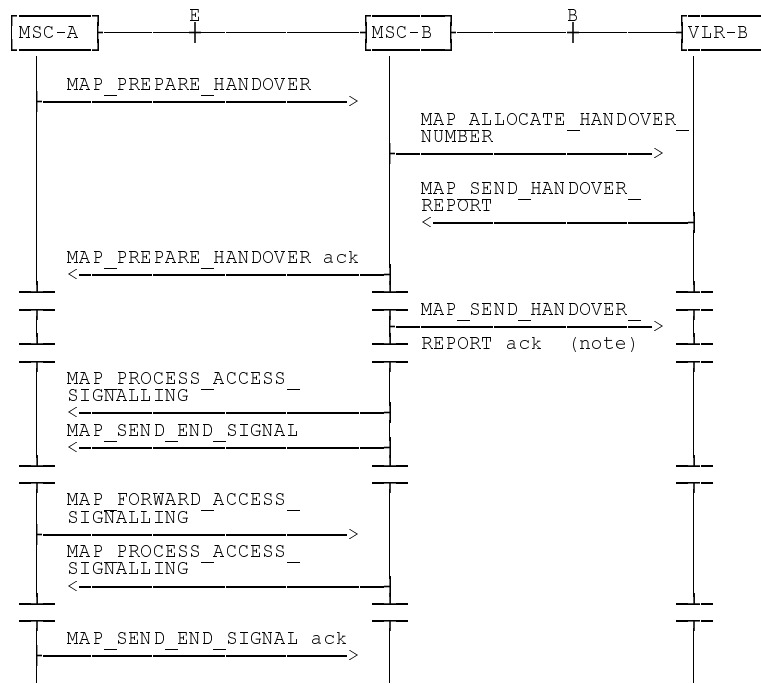 E B
MSC-A MSC-B VLR-B
MAP_PREPARE_HANDOVER
MAP_ALLOCATE_HANDOVER_
NUMBER
MAP_SEND_HANDOVER_
REPORT
MAP_PREPARE_HANDOVER ack
MAP_SEND_HANDOVER_
REPORT ack (note)
MAP_PROCESS_ACCESS_
SIGNALLING
MAP_SEND_END_SIGNAL
MAP_FORWARD_ACCESS_
SIGNALLING
MAP_PROCESS_ACCESS_
SIGNALLING
MAP_SEND_END_SIGNAL ack